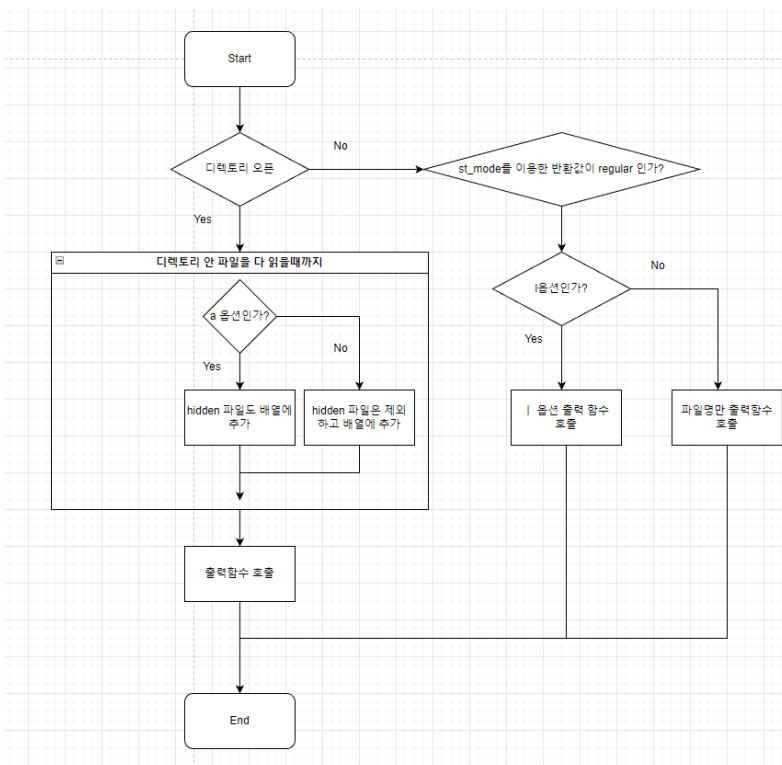 Start
디렉토리 오픈
No
st_mode를 이용한 반환값이 regular 인가?
Yes
디렉토리 안 파일을 다 읽을때까지
a 옵션인가?
Yes
No
hidden 파일도 배열에
추가
hidden 파일은 제외
하고 배열에 추가
l옵션인가?
No
Yes
ㅣ 옵션 출력 함수
호출
파일명만 출력함수
호출
출력함수 호출
End